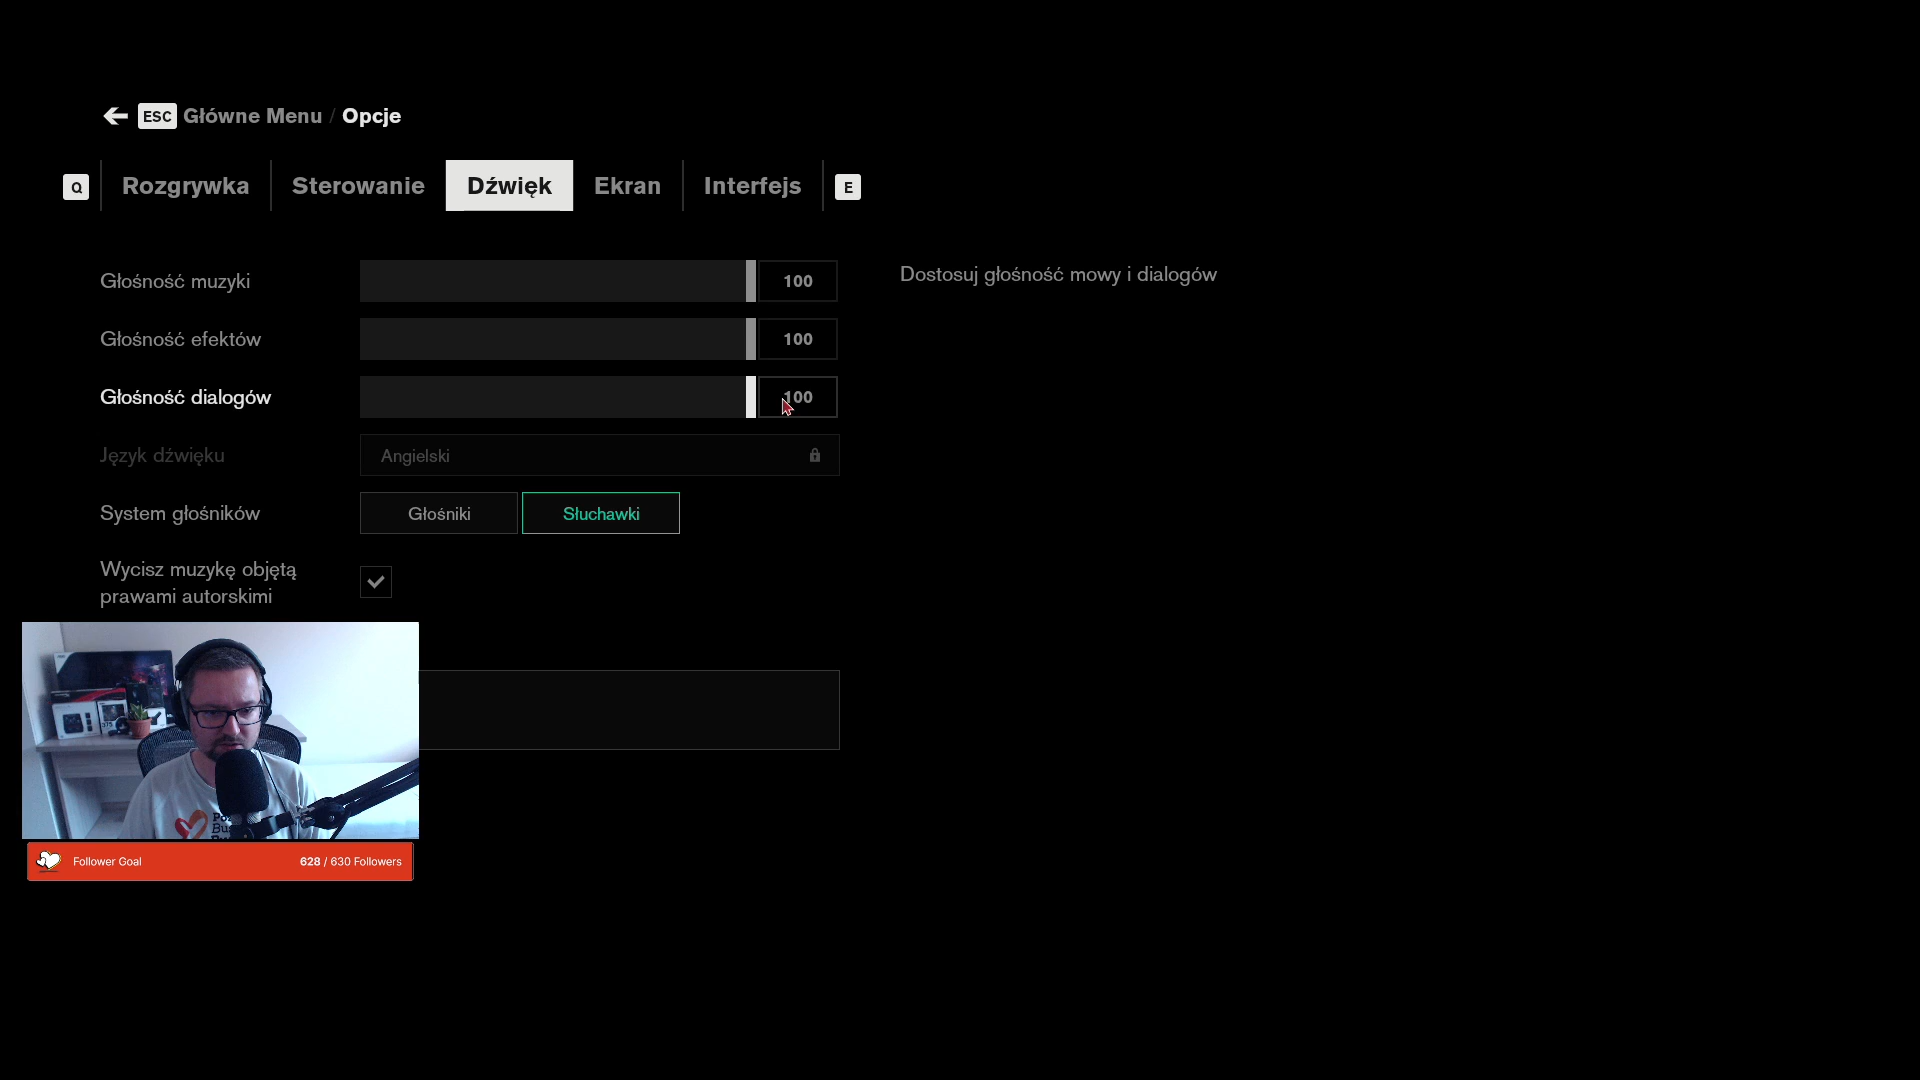 ESC Główne Menu / Opcje
Q Rozgrywka Sterowanie Dźwięk Ekran Interfejs E
Głośność muzyki 100
Dostosuj głośność mowy i dialogów
Głośność efektów 100
Głośność dialogów 100
Język dźwięku Angielski
System głośników Głośniki Słuchawki
Wycisz muzykę objętą
prawami autorskimi
Follower Goal 628 / 630 Followers